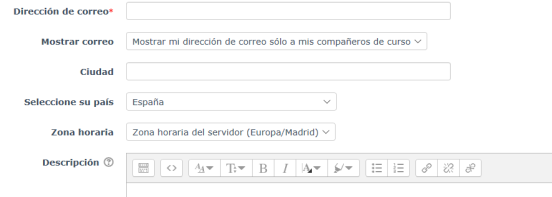 Dirección de correo*
Mostrar correo Mostrar mi dirección de correo sólo a mis compañeros de curso
Ciudad
Seleccione su país España
Zona horaria Zona horaria del servidor (Europa/Madrid)
Descripción